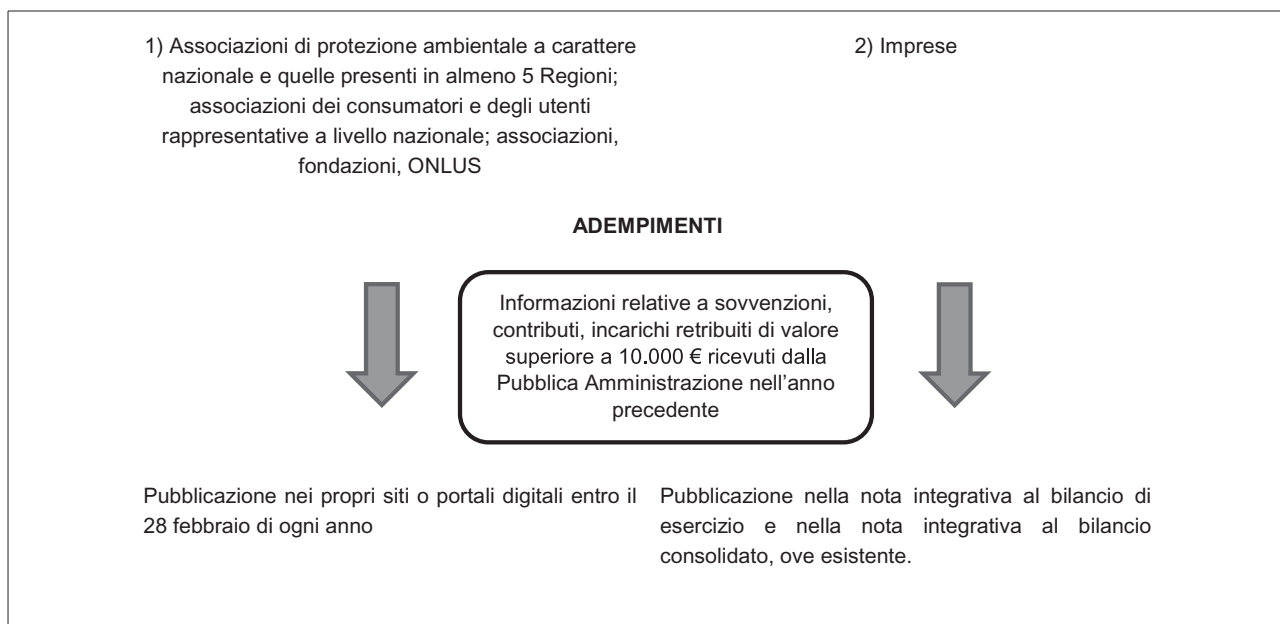 1) Associazioni di protezione ambientale a carattere
nazionale e quelle presenti in almeno 5 Regioni;
associazioni dei consumatori e degli utenti
rappresentative a livello nazionale; associazioni,
fondazioni, ONLUS
2) Imprese
ADEMPIMENTI
Informazioni relative a sovvenzioni,
contributi, incarichi retribuiti di valore
superiore a 10.000 € ricevuti dalla
Pubblica Amministrazione nell’anno
precedente
Pubblicazione nei propri siti o portali digitali entro il
28 febbraio di ogni anno
Pubblicazione nella nota integrativa al bilancio di
esercizio e nella nota integrativa al bilancio
consolidato, ove esistente.